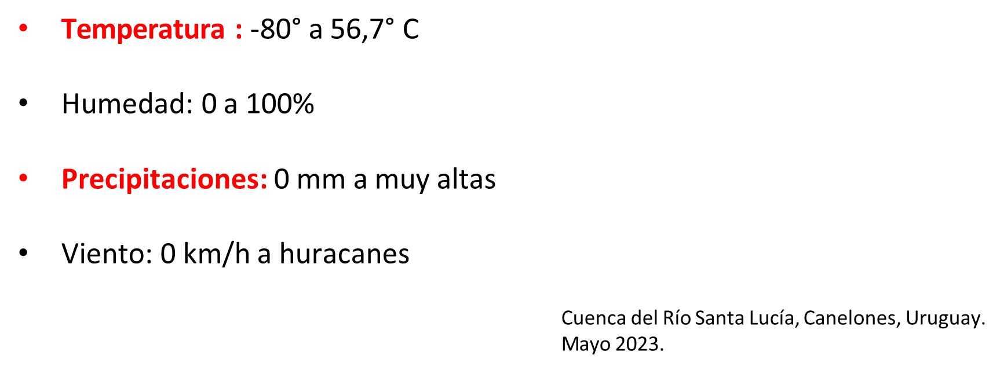 • Temperatura : -80° a 56,7° C
• Humedad: 0 a 100%
• Precipitaciones: 0 mm a muy altas
• Viento: 0 km/h a huracanes
Cuenca del Río Santa Lucía, Canelones, Uruguay.
Mayo 2023.